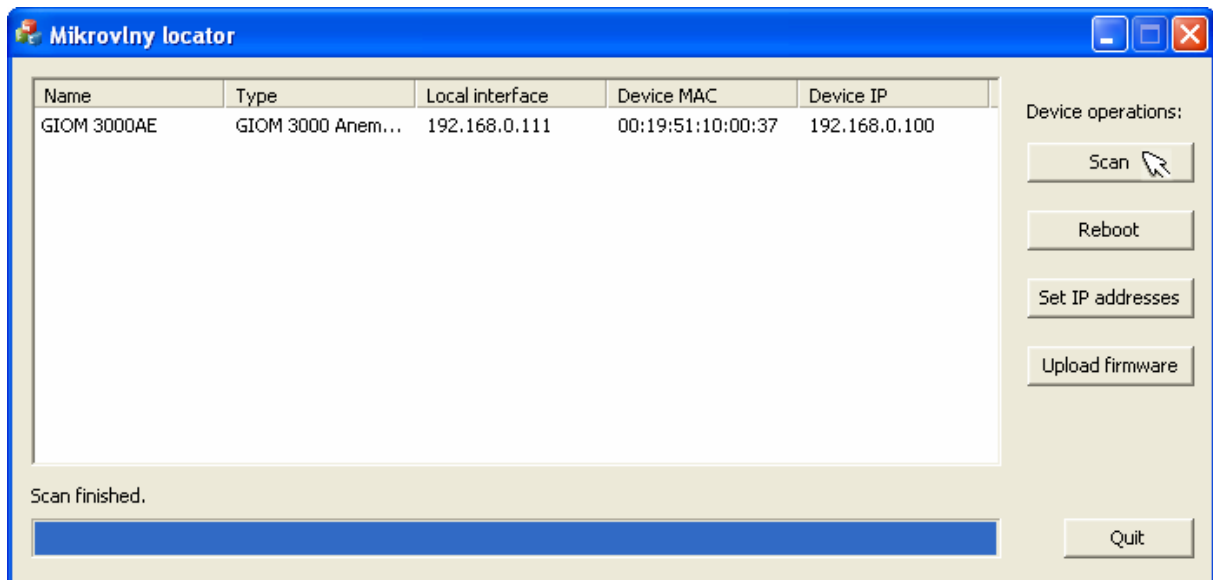 Mikrovlny locator
Name Type Local interface Device MAC Device IP
GIOM 3000AE GIOM 3000 Anem... 192.168.0.111 00:19:51:10:00:37 192.168.0.100
Device operations:
Scan
Reboot
Set IP addresses
Upload firmware
Scan finished.
Quit